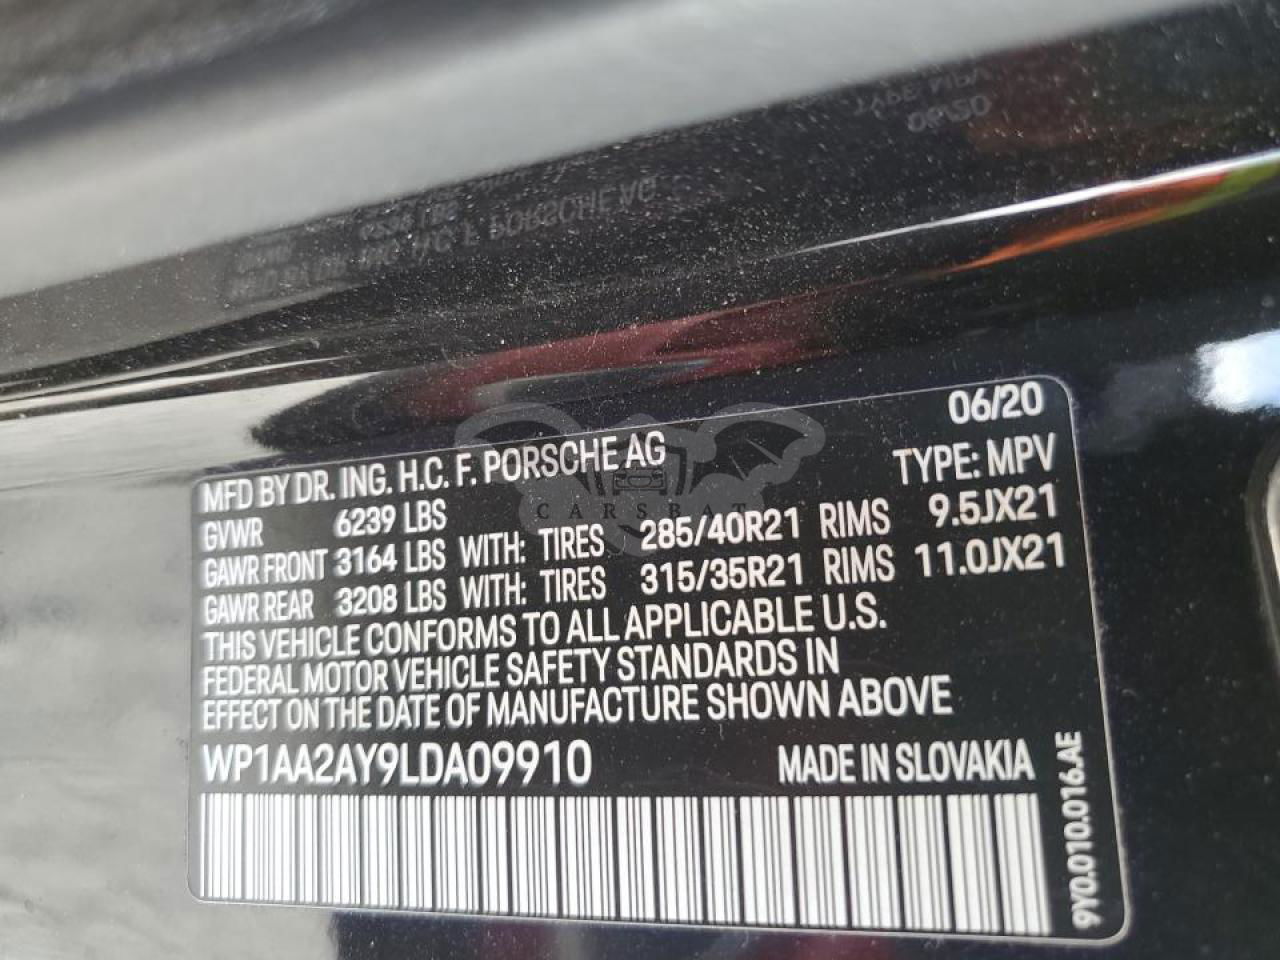 06/20
MFD BY DR. ING. H.C. F. PORSCHE AG TYPE: MPV
GVWR 6239 LBS
GAWR FRONT 3164 LBS WITH: TIRES 285/40R21 RIMS 9.5JX21
GAWR REAR 3208 LBS WITH: TIRES 315/35R21 RIMS 11.0JX21
THIS VEHICLE CONFORMS TO ALL APPLICABLE U.S.
FEDERAL MOTOR VEHICLE SAFETY STANDARDS IN
EFFECT ON THE DATE OF MANUFACTURE SHOWN ABOVE
WP1AA2AY9LDA09910 MADE IN SLOVAKIA
9Y0.010.016.AE
CARSBAT